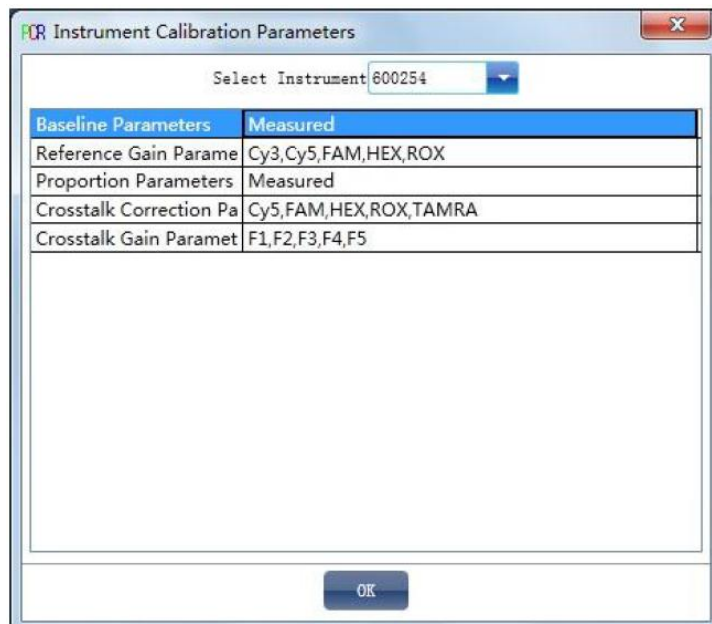 PCR Instrument Calibration Parameters
Select Instrument 600254
Baseline Parameters Measured
Reference Gain Parame Cy3,Cy5,FAM,HEX,ROX
Proportion Parameters Measured
Crosstalk Correction Pa Cy5,FAM,HEX,ROX,TAMRA
Crosstalk Gain Paramet F1,F2,F3,F4,F5
OK